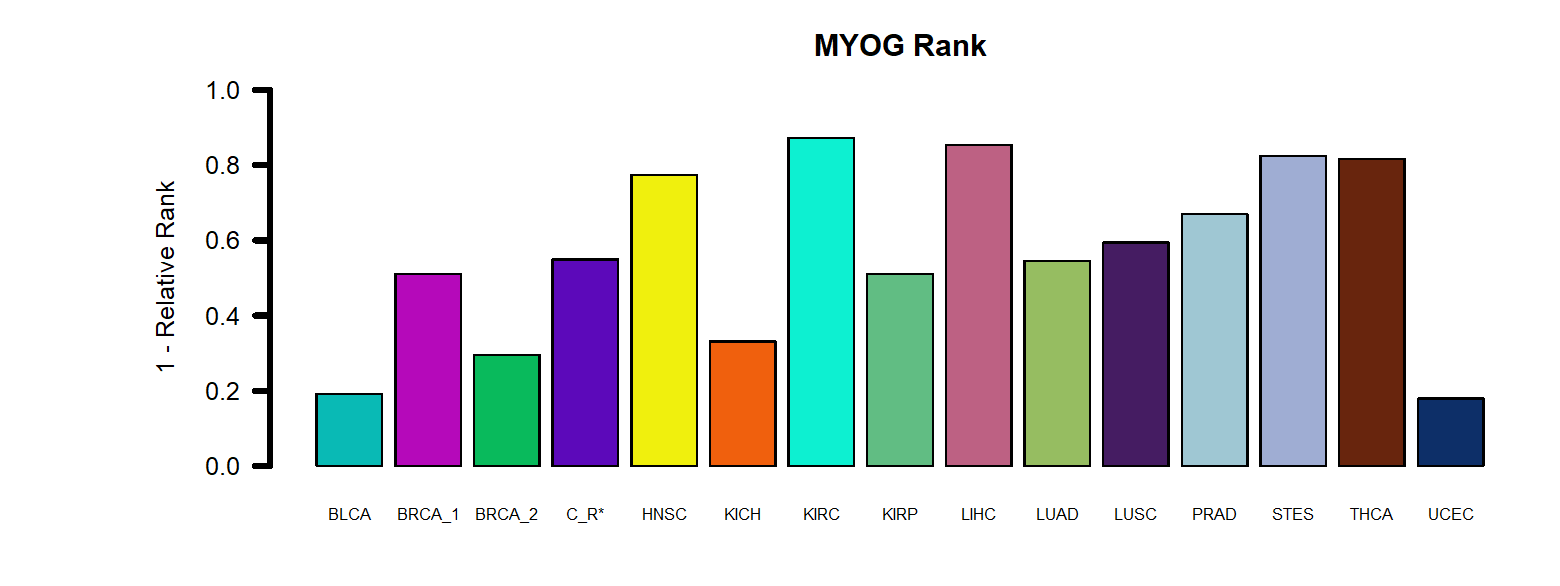 MYOG Rank
1 - Relative Rank
1.0
0.8
0.6
0.4
0.2
0.0
BLCA BRCA_1 BRCA_2 C_R* HNSC KICH KIRC KIRP LIHC LUAD LUSC PRAD STES THCA UCEC